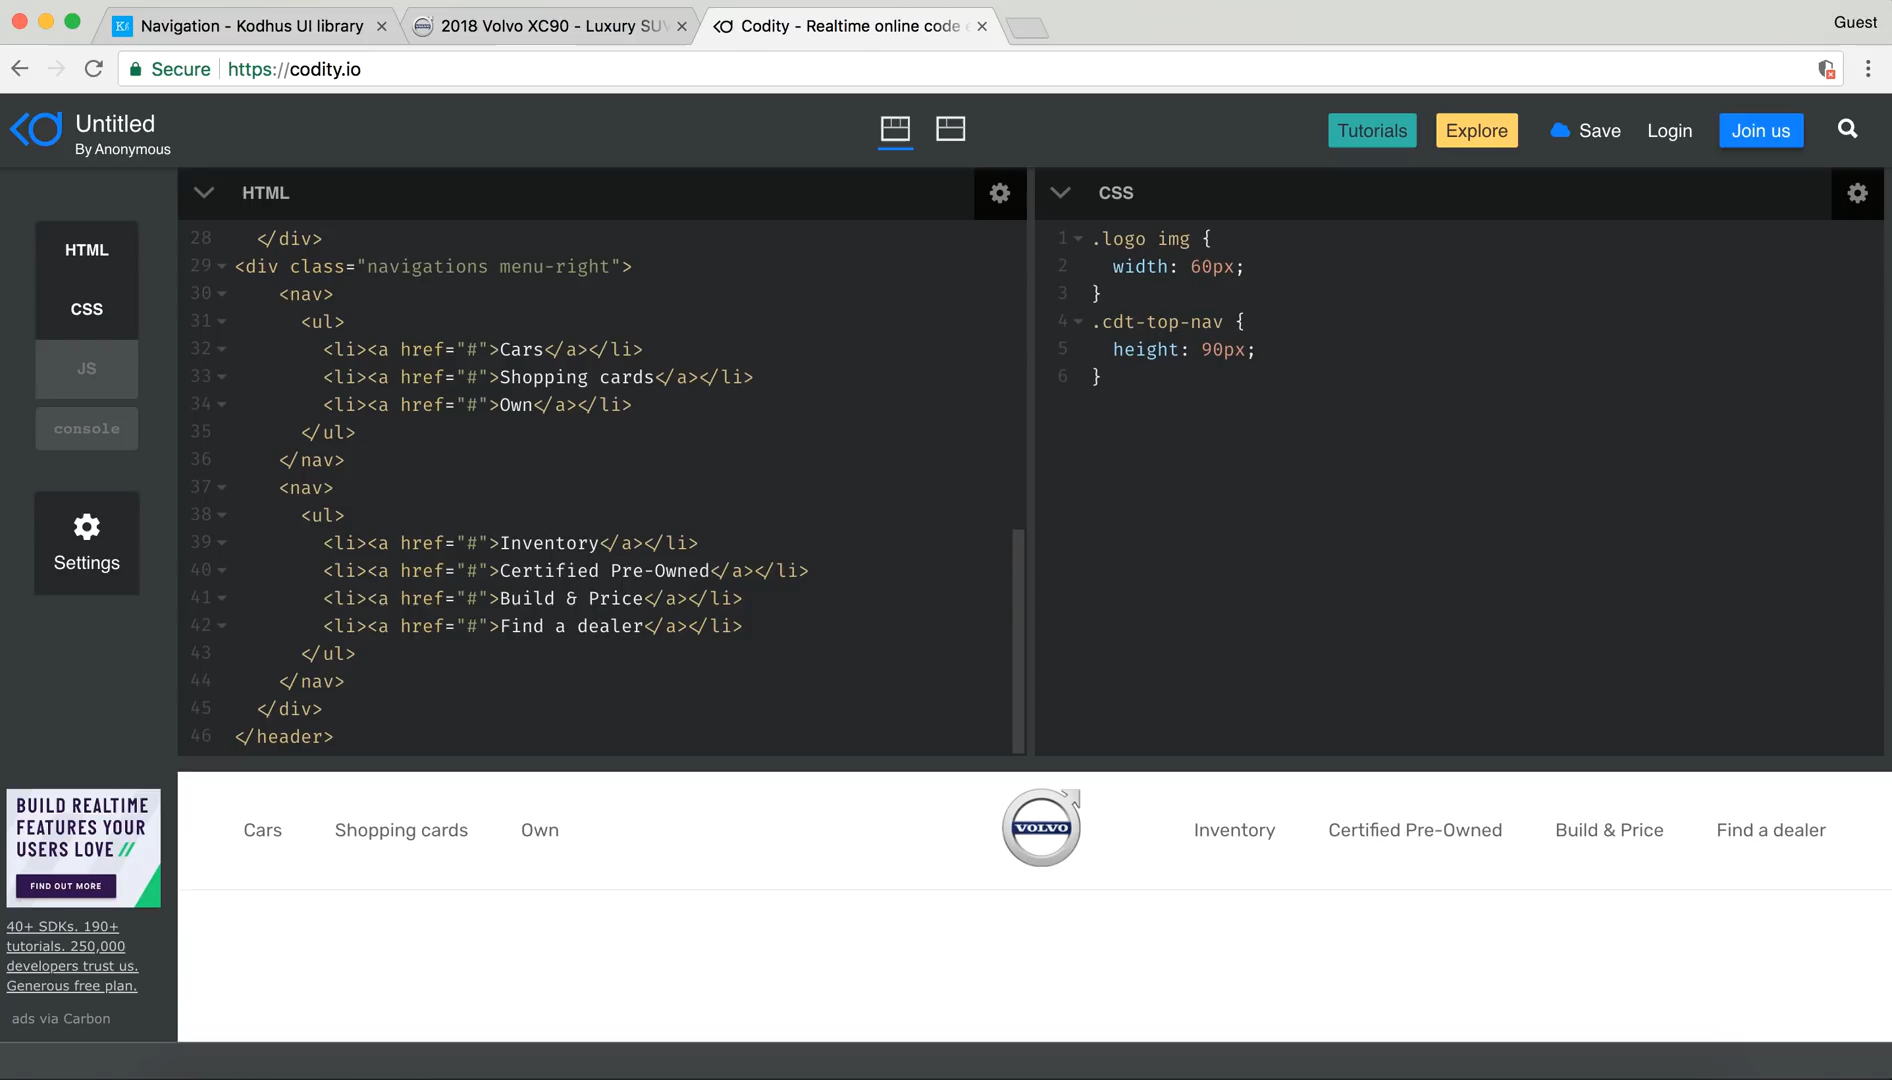 Navigation - Kodhus UI library
2018 Volvo XC90 - Luxury SUV
Codity - Realtime online code e
Guest
Secure
https://codity.io
Untitled
By Anonymous
Tutorials
Explore
Save
Login
Join us
HTML
CSS
JS
console
Settings
HTML
28 </div>
29 <div class="navigations menu-right">
30 <nav>
31 <ul>
32 <li><a href="#">Cars</a></li>
33 <li><a href="#">Shopping cards</a></li>
34 <li><a href="#">Own</a></li>
35 </ul>
36 </nav>
37 <nav>
38 <ul>
39 <li><a href="#">Inventory</a></li>
40 <li><a href="#">Certified Pre-Owned</a></li>
41 <li><a href="#">Build & Price</a></li>
42 <li><a href="#">Find a dealer</a></li>
43 </ul>
44 </nav>
45 </div>
46 </header>
CSS
1 .logo img {
2 width: 60px;
3 }
4 .cdt-top-nav {
5 height: 90px;
6 }
BUILD REALTIME
FEATURES YOUR
USERS LOVE //
FIND OUT MORE
40+ SDKs. 190+
tutorials. 250,000
developers trust us.
Generous free plan.
ads via Carbon
Cars
Shopping cards
Own
VOLVO
Inventory
Certified Pre-Owned
Build & Price
Find a dealer